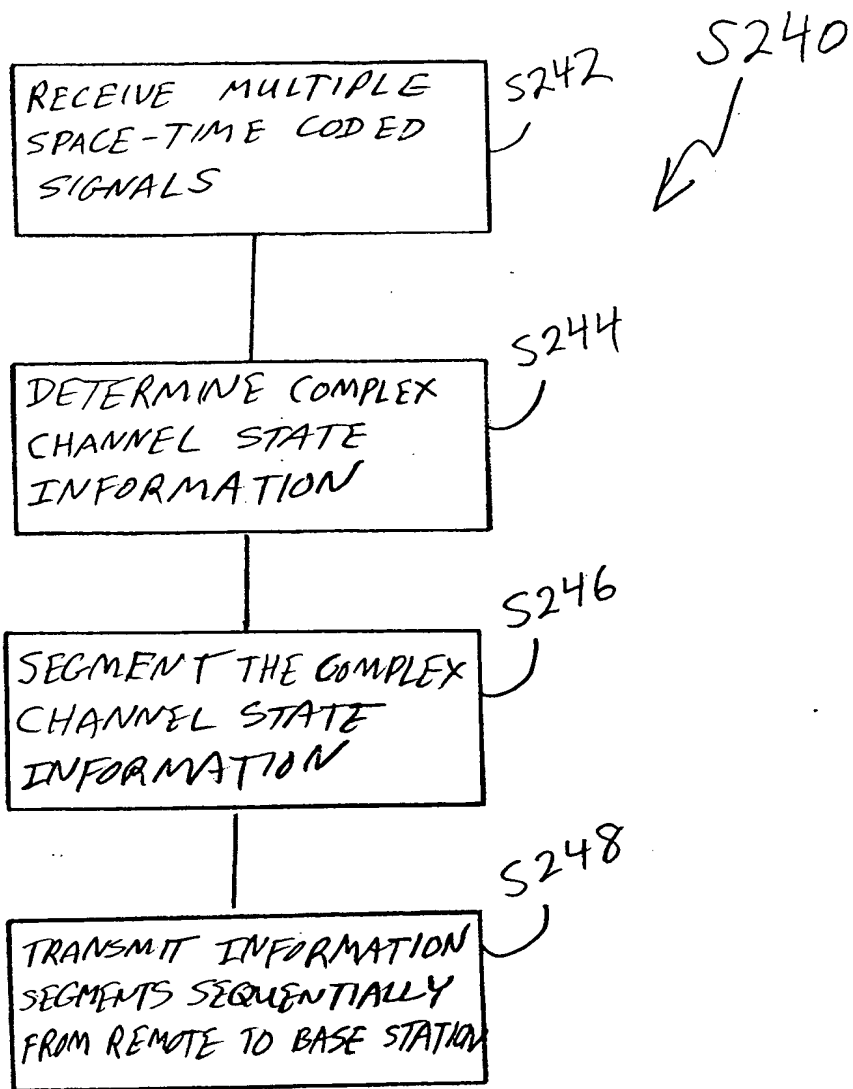 S240
RECEIVE MULTIPLE
SPACE-TIME CODED
SIGNALS
S242
DETERMINE COMPLEX
CHANNEL STATE
INFORMATION
S244
SEGMENT THE COMPLEX
CHANNEL STATE
INFORMATION
S246
TRANSMIT INFORMATION
SEGMENTS SEQUENTIALLY
FROM REMOTE TO BASE STATION
S248